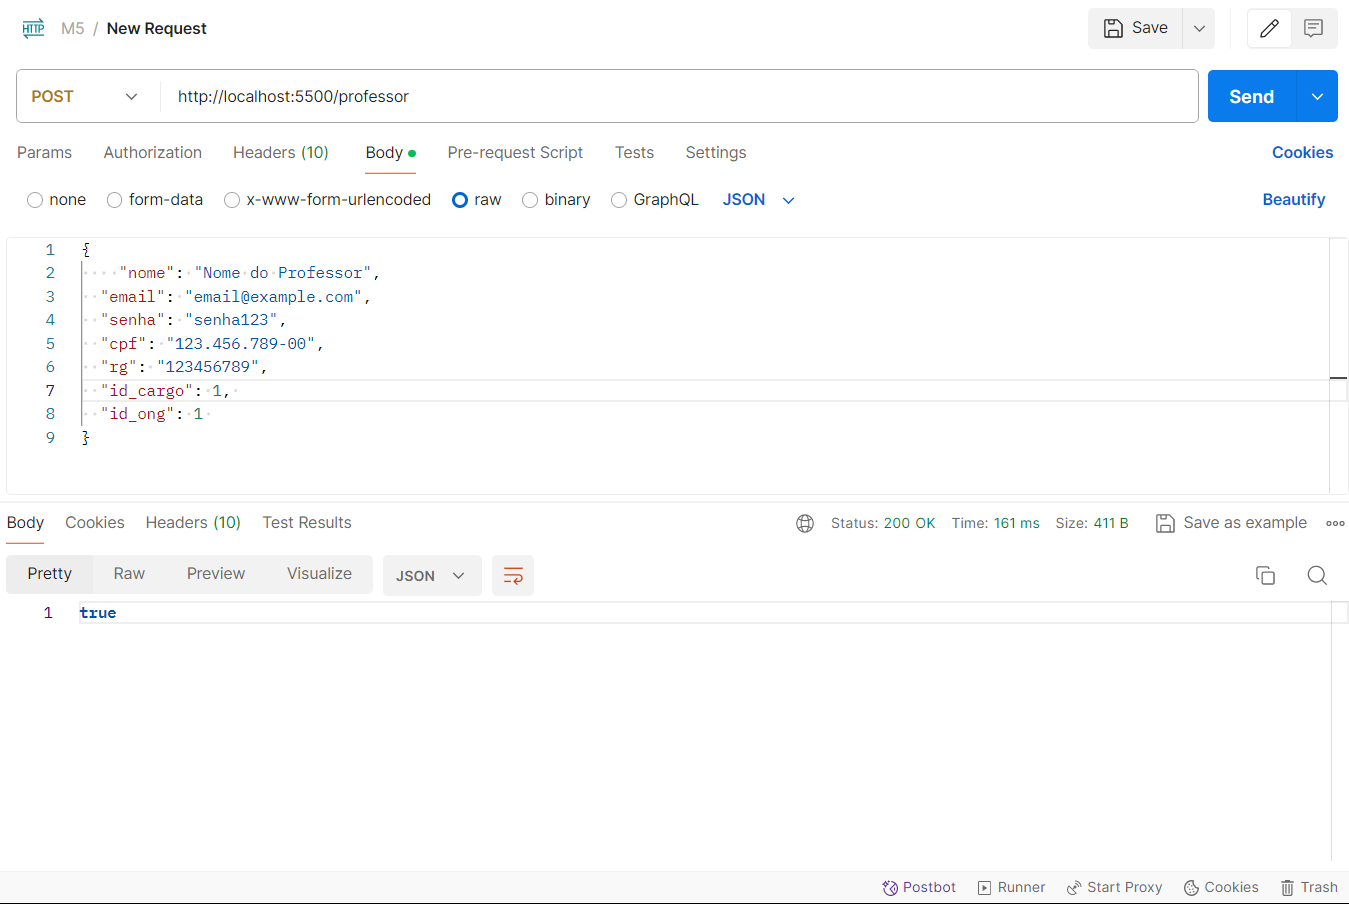 HTTP M5 / New Request Save
POST http://localhost:5500/professor Send
Params Authorization Headers (10) Body Pre-request Script Tests Settings Cookies
none form-data x-www-form-urlencoded raw binary GraphQL JSON Beautify
1 {
2 "nome": "Nome do Professor",
3 "email": "email@example.com",
4 "senha": "senha123",
5 "cpf": "123.456.789-00",
6 "rg": "123456789",
7 "id_cargo": 1,
8 "id_ong": 1
9 }
Body Cookies Headers (10) Test Results Status: 200 OK Time: 161 ms Size: 411 B Save as example
Pretty Raw Preview Visualize JSON
1 true
Postbot Runner Start Proxy Cookies Trash